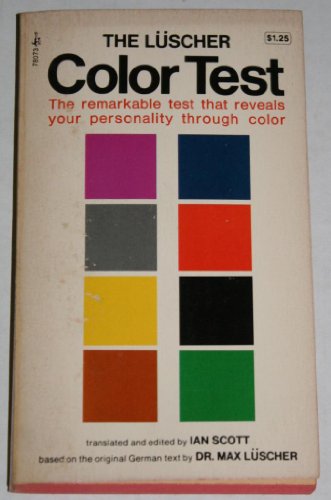 78073
THE LÜSCHER
$1.25
Color Test
The remarkable test that reveals
your personality through color
translated and edited by IAN SCOTT
based on the original German text by DR. MAX LÜSCHER